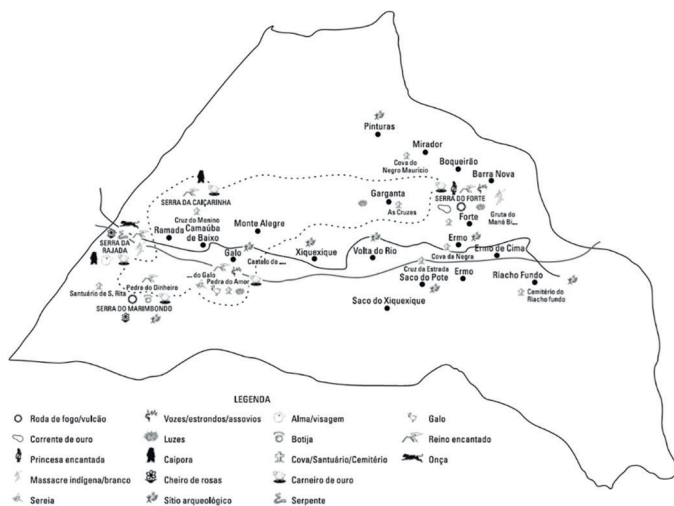 Pinturas
Mirador
Cova do
Negro Mauricio
Boqueirão
Barra Nova
SERRA DA CAIÇARINHA
Garganta
As Cruzes
SERRA DO FORTE
Gruta do
Mané Bi...
Cruz do Menino
Forte
Ramada
Camaúba
de Baixo
Monte Alegre
SERRA DA
RAJADA
Galo
Castelo de ....
Xiquexique
Volta do Rio
Ermo
Cova da Negra
Ermo de Cima
... do Galo
Pedra do Amor
Cruz da Estrada
Saco do Pote
Ermo
Riacho Fundo
Santuário de S. Rita
Pedra do Dinheiro
SERRA DO MARIMBONDO
Saco do Xiquexique
Cemitério do
Riacho fundo
LEGENDA
Roda de fogo/vulcão
Vozes/estrondos/assovios
Alma/visagem
Galo
Corrente de ouro
Luzes
Botija
Reino encantado
Princesa encantada
Caipora
Cova/Santuário/Cemitério
Onça
Massacre indígena/branco
Cheiro de rosas
Carneiro de ouro
Sereia
Sítio arqueológico
Serpente